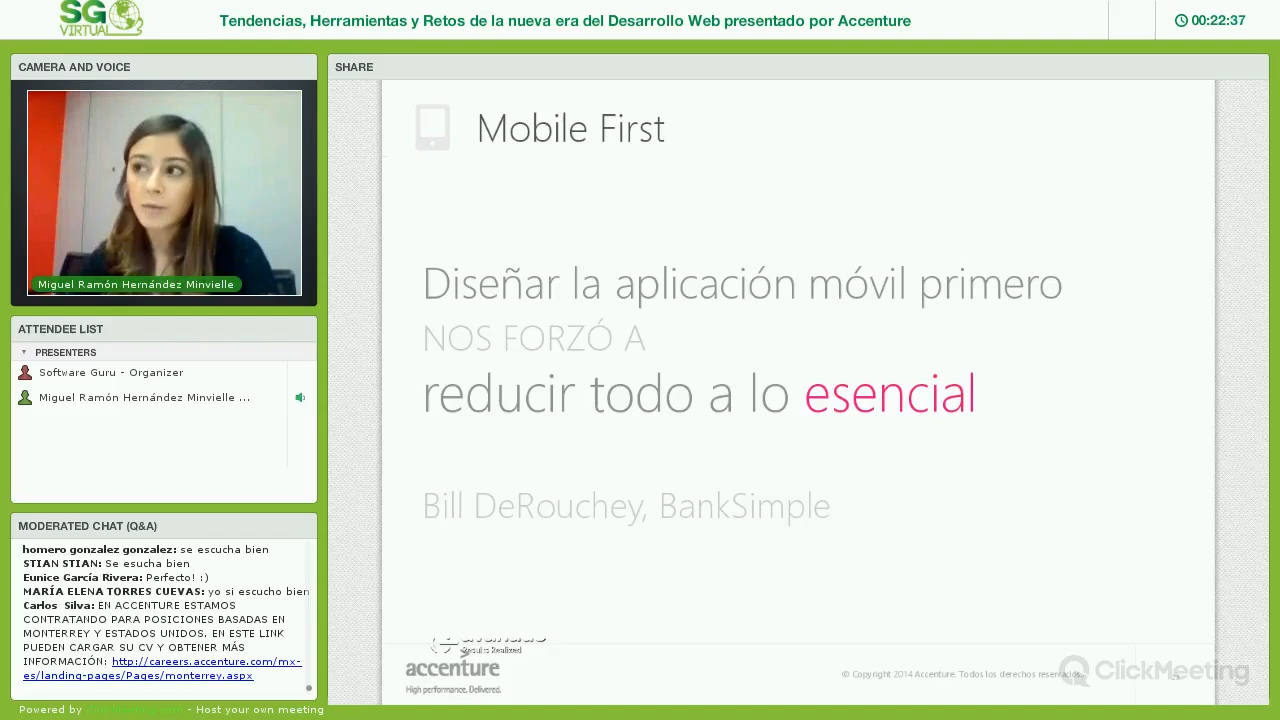 SG
VIRTUAL
Tendencias, Herramientas y Retos de la nueva era del Desarrollo Web presentado por Accenture
00:22:37
CAMERA AND VOICE
Miguel Ramón Hernández Minvielle
ATTENDEE LIST
PRESENTERS
Software Guru - Organizer
Miguel Ramón Hernández Minvielle ...
MODERATED CHAT (Q&A)
homero gonzalez gonzalez: se escucha bien
STIAN STIAN: Se esucha bien
Eunice García Rivera: Perfecto! :)
MARÍA ELENA TORRES CUEVAS: yo si escucho bien
Carlos Silva: EN ACCENTURE ESTAMOS
CONTRATANDO PARA POSICIONES BASADAS EN
MONTERREY Y ESTADOS UNIDOS. EN ESTE LINK
PUEDEN CARGAR SU CV Y OBTENER MÁS
INFORMACIÓN: http://careers.accenture.com/mx-
es/landing-pages/Pages/monterrey.aspx
Powered by ClickMeeting.com - Host your own meeting
SHARE
Mobile First
Diseñar la aplicación móvil primero
NOS FORZÓ A
reducir todo a lo esencial
Bill DeRouchey, BankSimple
Results Realized
accenture
High performance. Delivered.
© Copyright 2014 Accenture. Todos los derechos reservados.
ClickMeeting